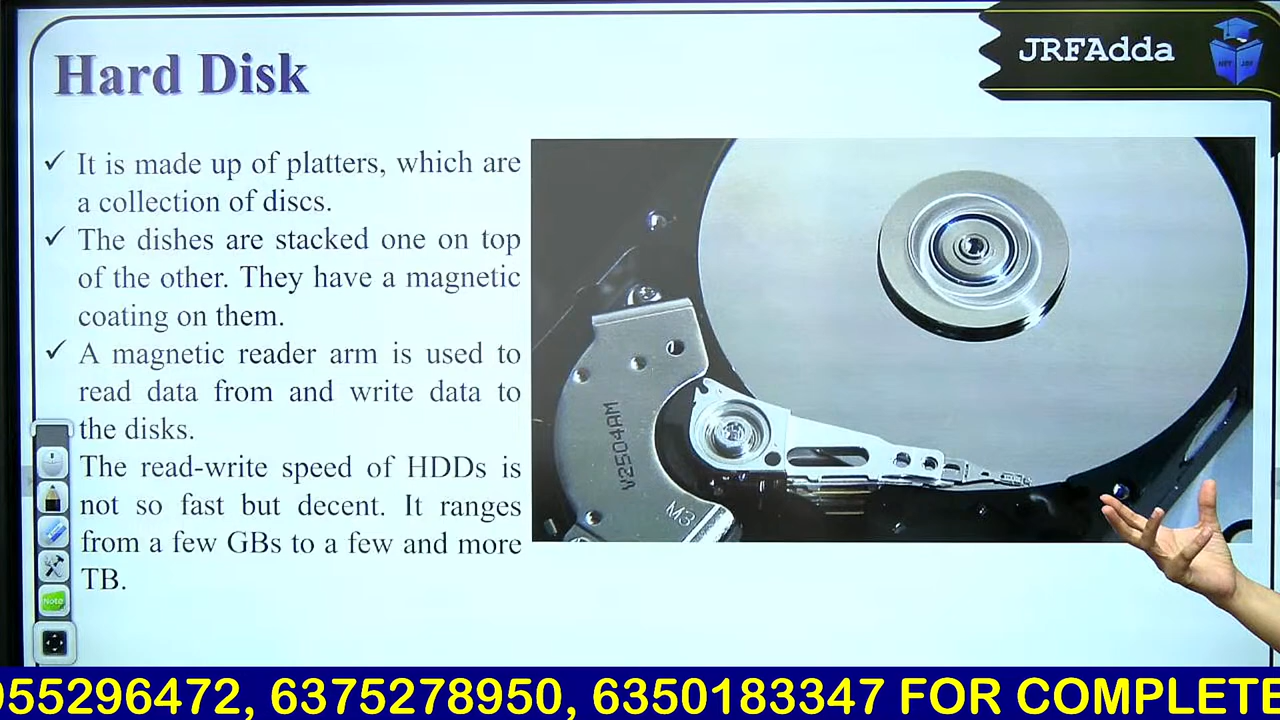 Hard Disk
JRFAdda
NET JRF
✓ It is made up of platters, which are
a collection of discs.
✓ The dishes are stacked one on top
of the other. They have a magnetic
coating on them.
✓ A magnetic reader arm is used to
read data from and write data to
the disks.
The read-write speed of HDDs is
not so fast but decent. It ranges
from a few GBs to a few and more
TB.
V2504AM
M3
Note
955296472, 6375278950, 6350183347 FOR COMPLETE